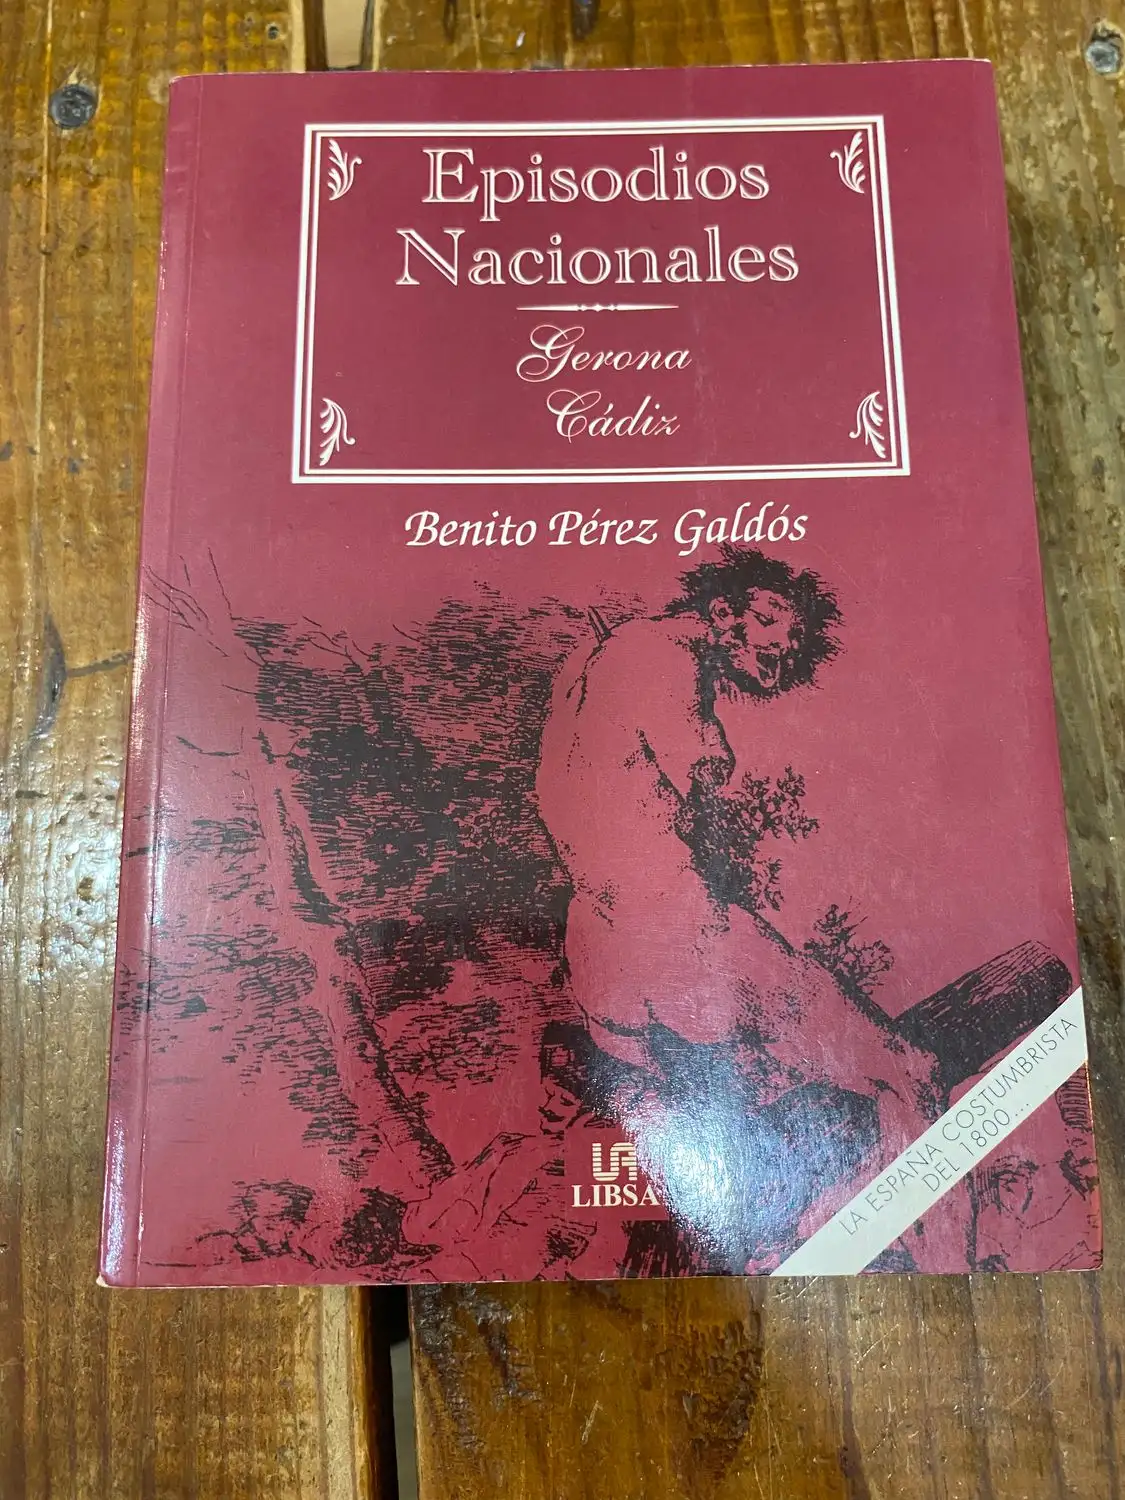 Episodios
Nacionales
Gerona
Cádiz
Benito Pérez Galdós
LIBSA
LA ESPAÑA COSTUMBRISTA
DEL 1800...